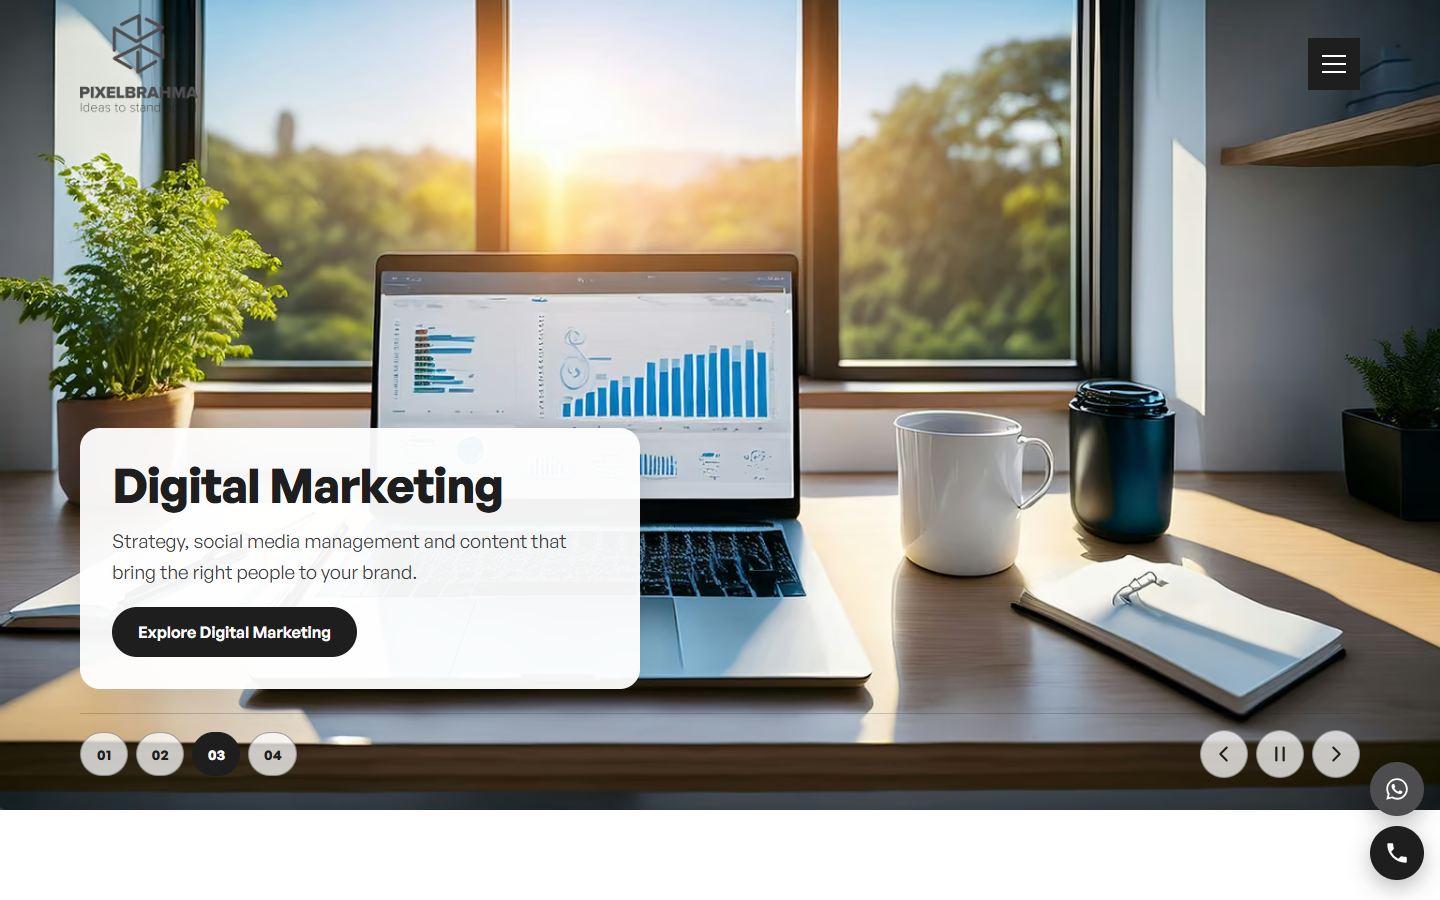 PIXELBRAHMA
Ideas to stand
Digital Marketing
Strategy, social media management and content that
bring the right people to your brand.
Explore Digital Marketing
01 02 03 04